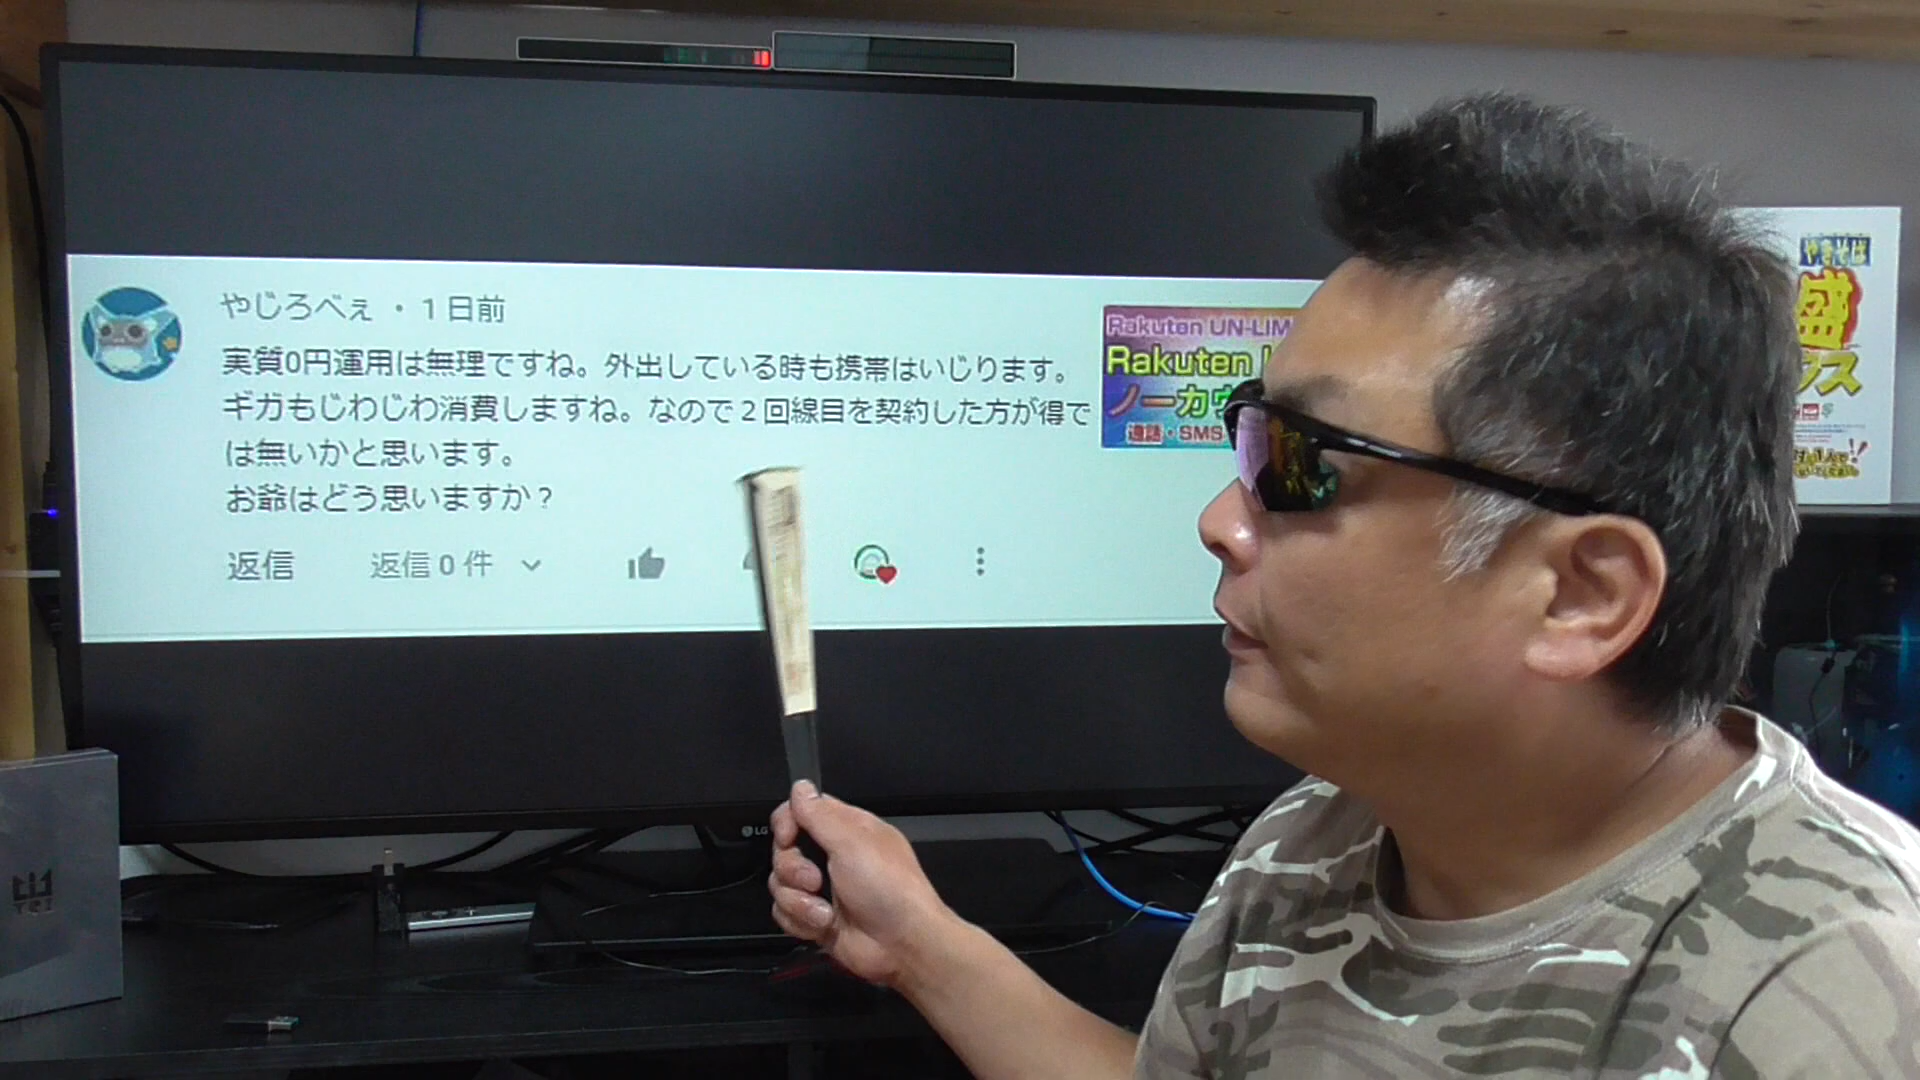 やじろべぇ ・ 1 日前
実質0円運用は無理ですね。外出している時も携帯はいじります。
ギガもじわじわ消費しますね。なので２回線目を契約した方が得で
は無いかと思います。
お爺はどう思いますか？
返信
返信 0 件
Rakuten UN-LIM
Rakuten
ノーカウ
通話・SMS
LG
やきそば
盛